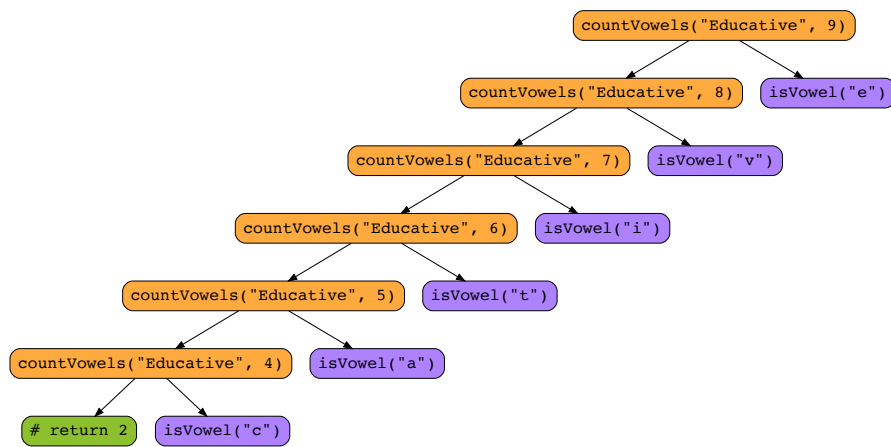 countVowels("Educative", 9)
countVowels("Educative", 8)
isVowel("e")
countVowels("Educative", 7)
isVowel("v")
countVowels("Educative", 6)
isVowel("i")
countVowels("Educative", 5)
isVowel("t")
countVowels("Educative", 4)
isVowel("a")
# return 2
isVowel("c")